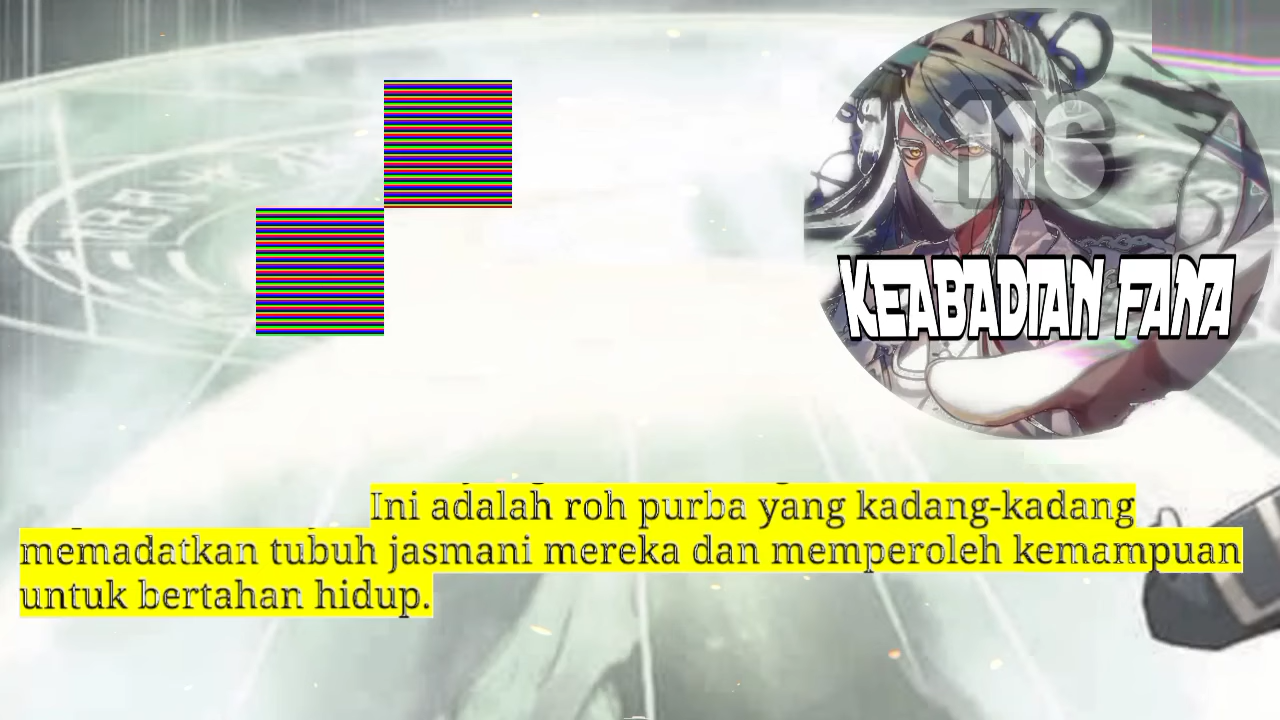 116
KEABADIAN FANA
Ini adalah roh purba yang kadang-kadang
memadatkan tubuh jasmani mereka dan memperoleh kemampuan
untuk bertahan hidup.